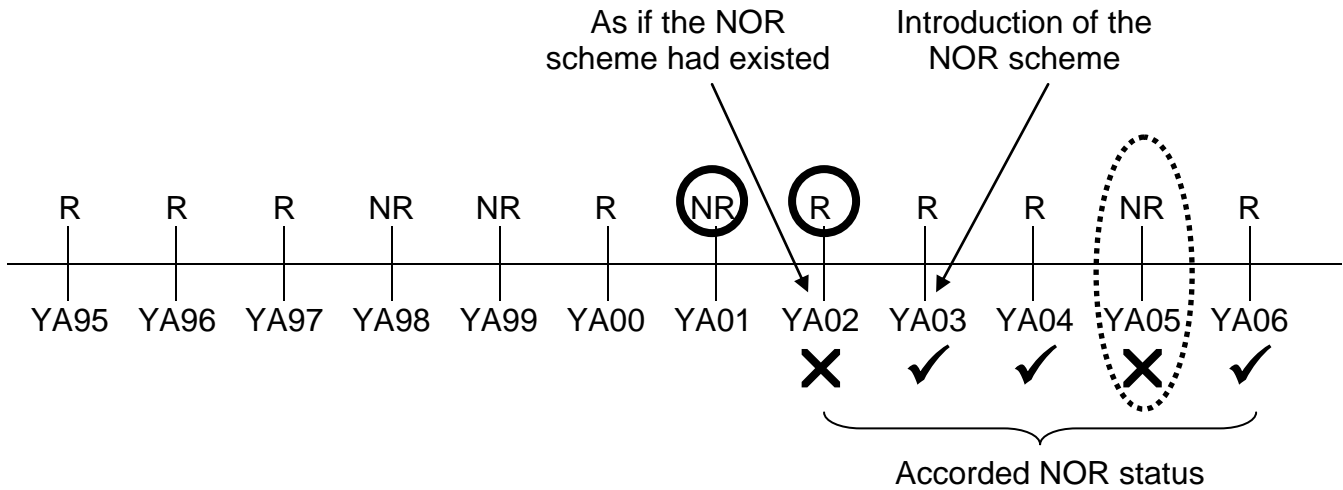 As if the NOR
scheme had existed
Introduction of the
NOR scheme
R R R NR NR R NR R R R NR R
YA95 YA96 YA97 YA98 YA99 YA00 YA01 YA02 YA03 YA04 YA05 YA06
Accorded NOR status